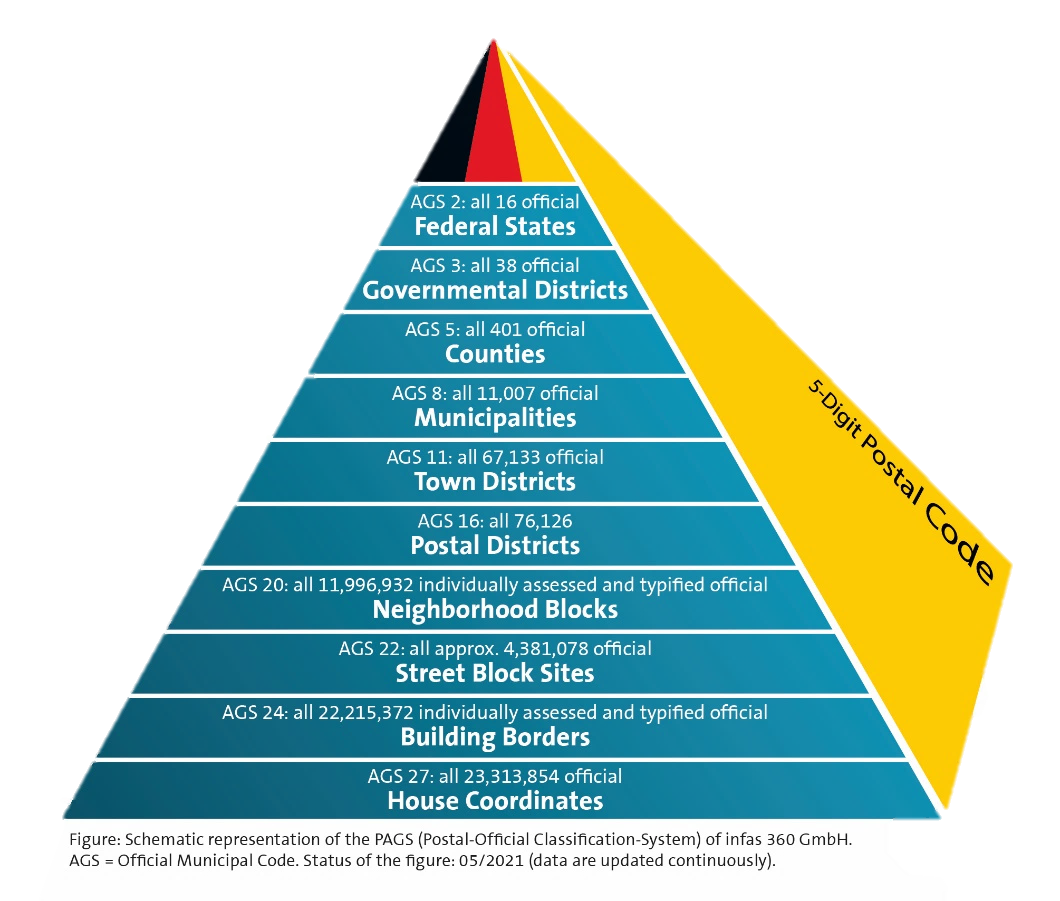 AGS 2: all 16 official
Federal States
AGS 3: all 38 official
Governmental Districts
AGS 5: all 401 official
Counties
AGS 8: all 11,007 official
Municipalities
AGS 11: all 67,133 official
Town Districts
AGS 16: all 76,126
Postal Districts
AGS 20: all 11,996,932 individually assessed and typified official
Neighborhood Blocks
AGS 22: all approx. 4,381,078 official
Street Block Sites
AGS 24: all 22,215,372 individually assessed and typified official
Building Borders
AGS 27: all 23,313,854 official
House Coordinates
5-Digit Postal Code
Figure: Schematic representation of the PAGS (Postal-Official Classification-System) of infas 360 GmbH.
AGS = Official Municipal Code. Status of the figure: 05/2021 (data are updated continuously).